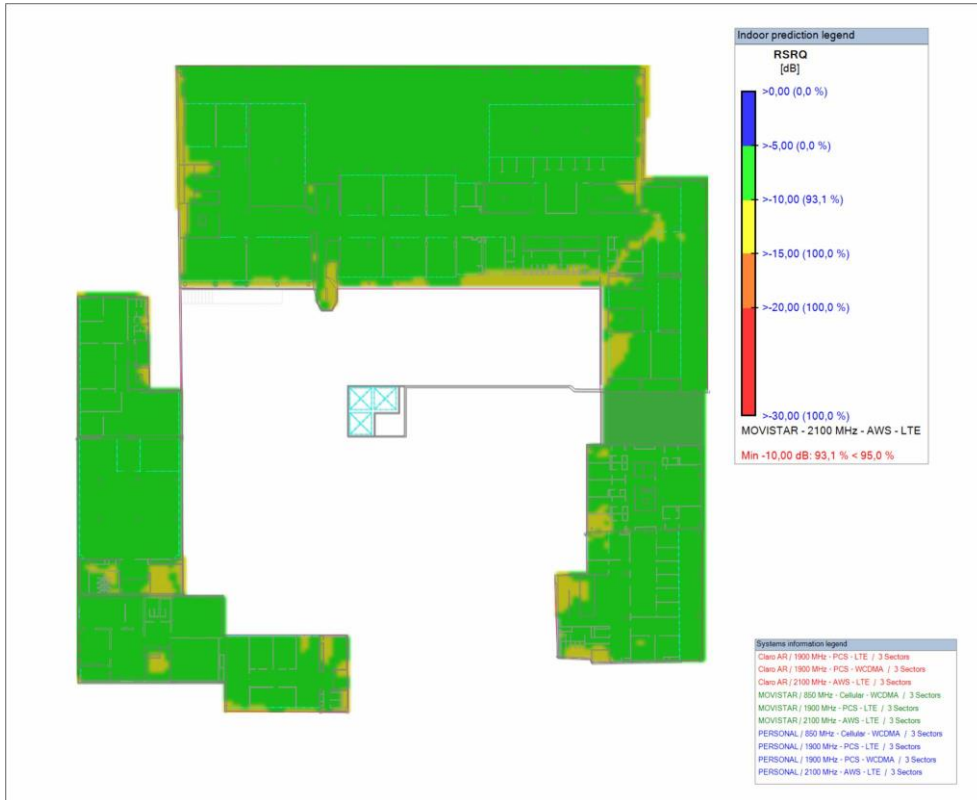 Indoor prediction legend
RSRQ
[dB]
>0,00 (0,0 %)
>-5,00 (0,0 %)
>-10,00 (93,1 %)
>-15,00 (100,0 %)
>-20,00 (100,0 %)
>-30,00 (100,0 %)
MOVISTAR - 2100 MHz - AWS - LTE
Min -10,00 dB: 93,1 % < 95,0 %
Systems information legend
Claro AR / 1900 MHz - PCS - LTE / 3 Sectors
Claro AR / 1900 MHz - PCS - WCDMA / 3 Sectors
Claro AR / 2100 MHz - AWS - LTE / 3 Sectors
MOVISTAR / 850 MHz - Cellular - WCDMA / 3 Sectors
MOVISTAR / 1900 MHz - PCS - LTE / 3 Sectors
MOVISTAR / 2100 MHz - AWS - LTE / 3 Sectors
PERSONAL / 850 MHz - Cellular - WCDMA / 3 Sectors
PERSONAL / 1900 MHz - PCS - LTE / 3 Sectors
PERSONAL / 1900 MHz - PCS - WCDMA / 3 Sectors
PERSONAL / 2100 MHz - AWS - LTE / 3 Sectors